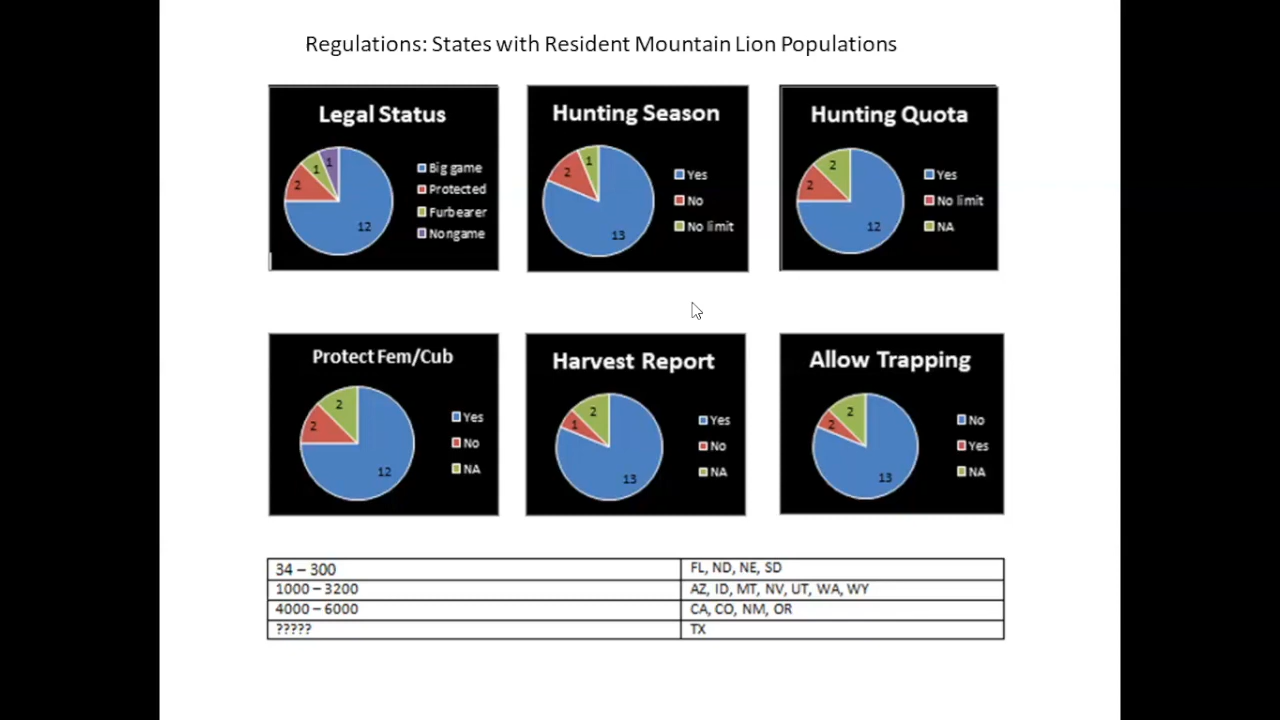 Regulations: States with Resident Mountain Lion Populations
Legal Status
1
1
2
12
Big game
Protected
Furbearer
Nongame
Hunting Season
1
2
13
Yes
No
No limit
Hunting Quota
2
2
12
Yes
No limit
NA
Protect Fem/Cub
2
2
12
Yes
No
NA
Harvest Report
2
1
13
Yes
No
NA
Allow Trapping
2
2
13
No
Yes
NA
34 – 300 FL, ND, NE, SD
1000 – 3200 AZ, ID, MT, NV, UT, WA, WY
4000 – 6000 CA, CO, NM, OR
????? TX